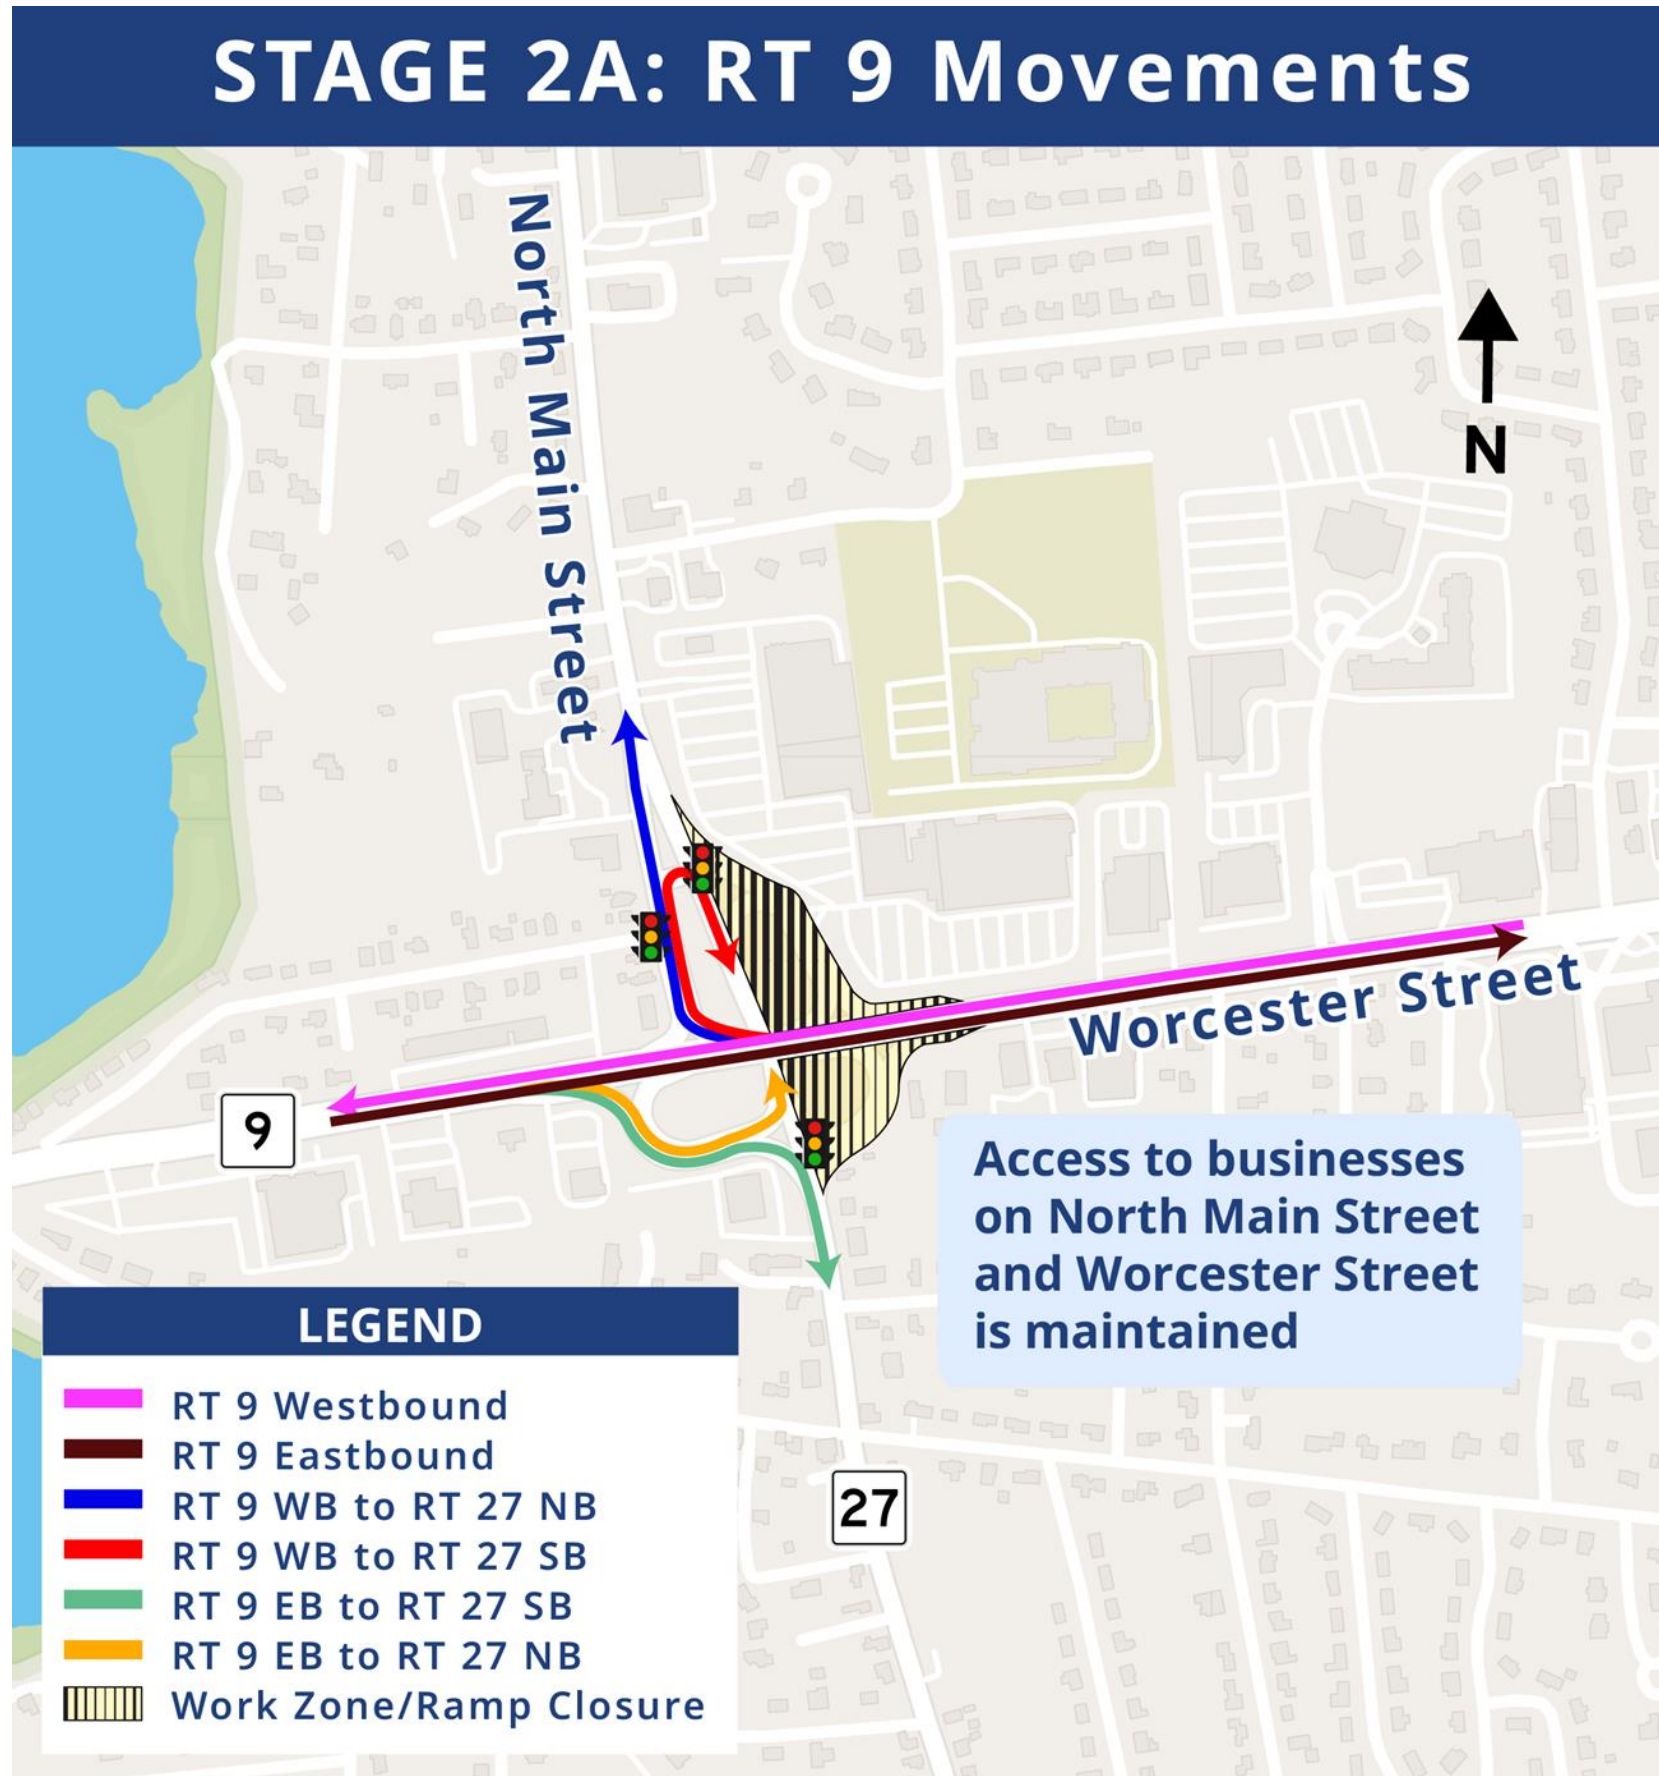 STAGE 2A: RT 9 Movements
North Main Street
N
Worcester Street
9
Access to businesses
on North Main Street
and Worcester Street
is maintained
27
LEGEND
RT 9 Westbound
RT 9 Eastbound
RT 9 WB to RT 27 NB
RT 9 WB to RT 27 SB
RT 9 EB to RT 27 SB
RT 9 EB to RT 27 NB
Work Zone/Ramp Closure